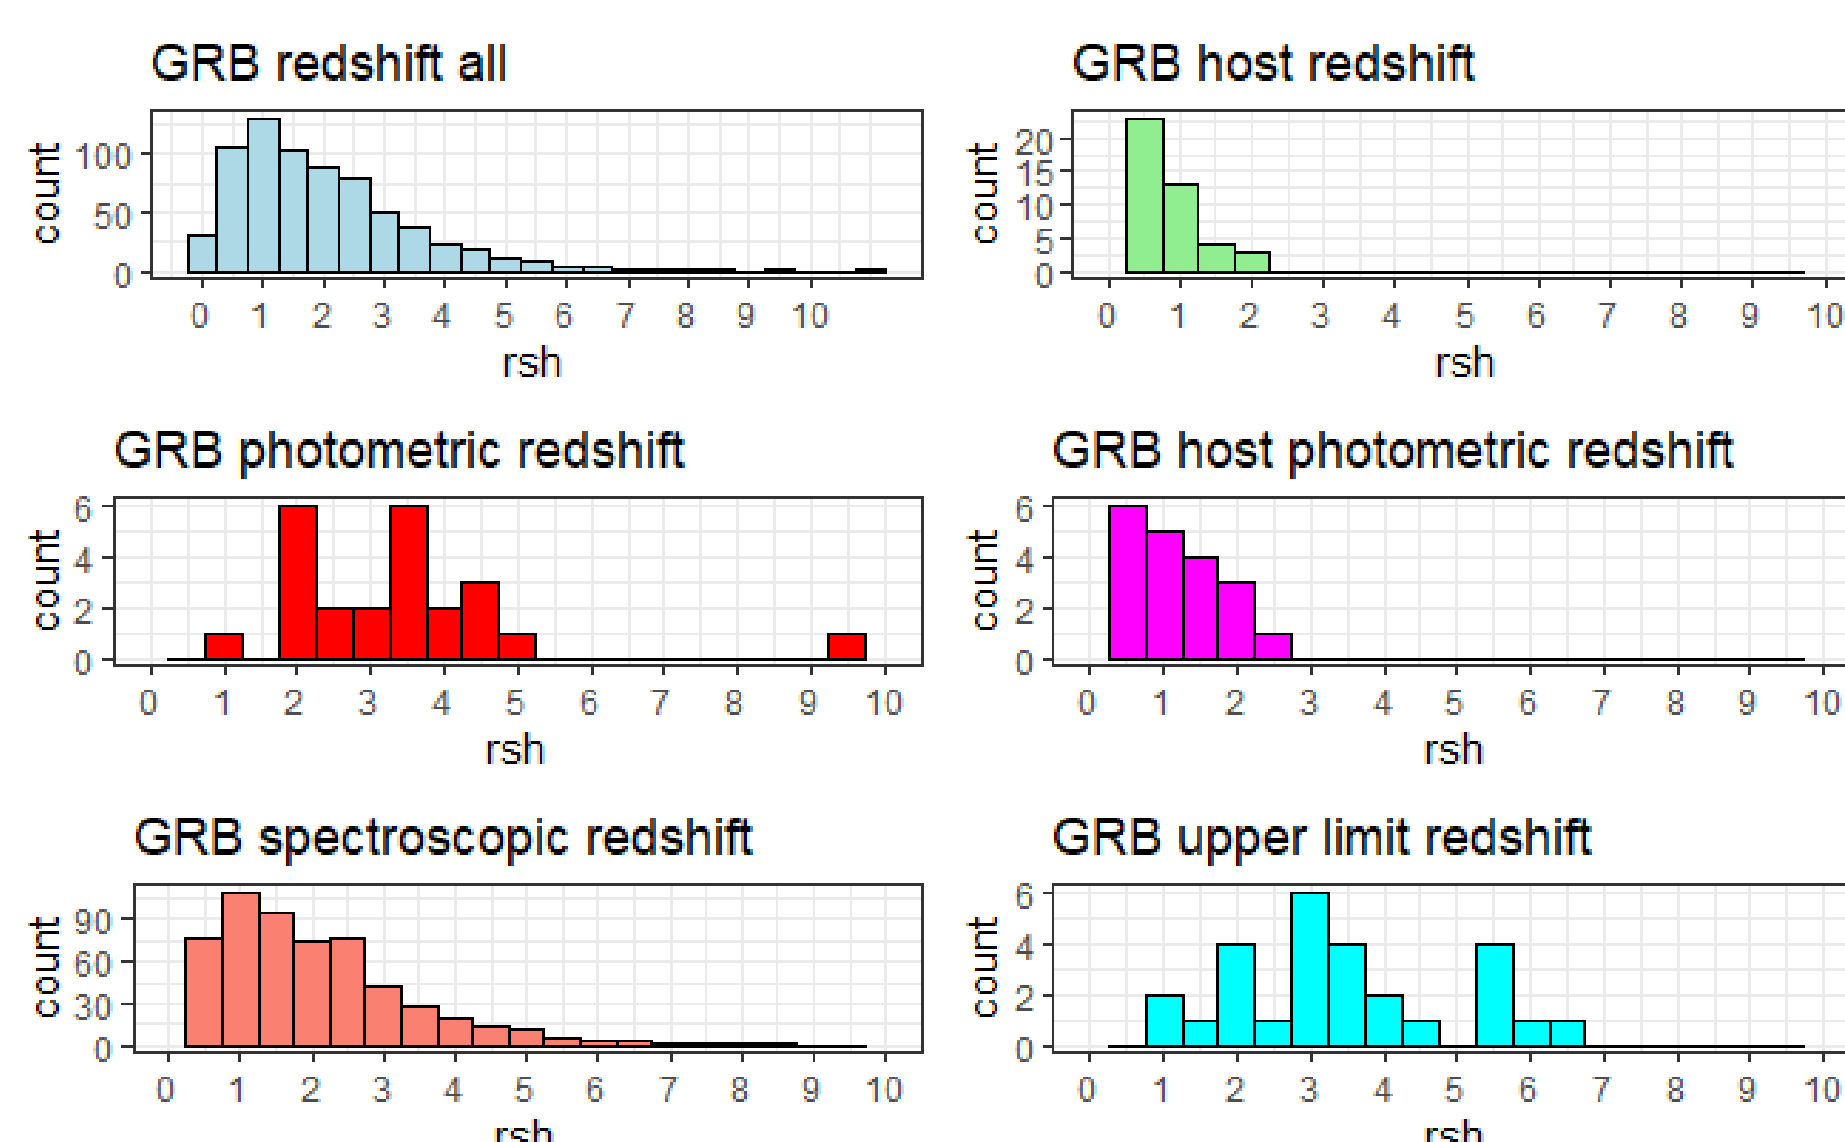 GRB redshift all
count
100
50
0
0 1 2 3 4 5 6 7 8 9 10
rsh
GRB host redshift
count
20
15
10
5
0
0 1 2 3 4 5 6 7 8 9 10
rsh
GRB photometric redshift
count
6
4
2
0
0 1 2 3 4 5 6 7 8 9 10
rsh
GRB host photometric redshift
count
6
4
2
0
0 1 2 3 4 5 6 7 8 9 10
rsh
GRB spectroscopic redshift
count
90
60
30
0
0 1 2 3 4 5 6 7 8 9 10
rsh
GRB upper limit redshift
count
6
4
2
0
0 1 2 3 4 5 6 7 8 9 10
rsh